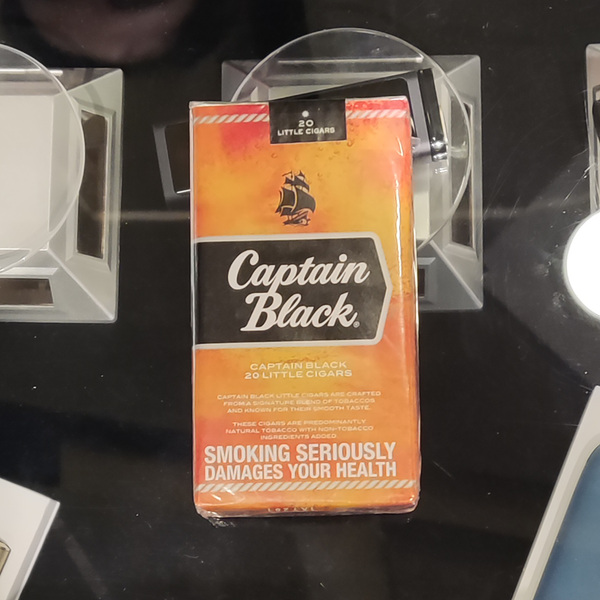 20
LITTLE CIGARS
Captain
Black®
CAPTAIN BLACK
20 LITTLE CIGARS
CAPTAIN BLACK LITTLE CIGARS ARE CRAFTED
FROM A SIGNATURE BLEND OF TOBACCOS
AND KNOWN FOR THEIR SMOOTH TASTE.
THESE CIGARS ARE PREDOMINANTLY
NATURAL TOBACCO WITH NON-TOBACCO
INGREDIENTS ADDED
SMOKING SERIOUSLY
DAMAGES YOUR HEALTH